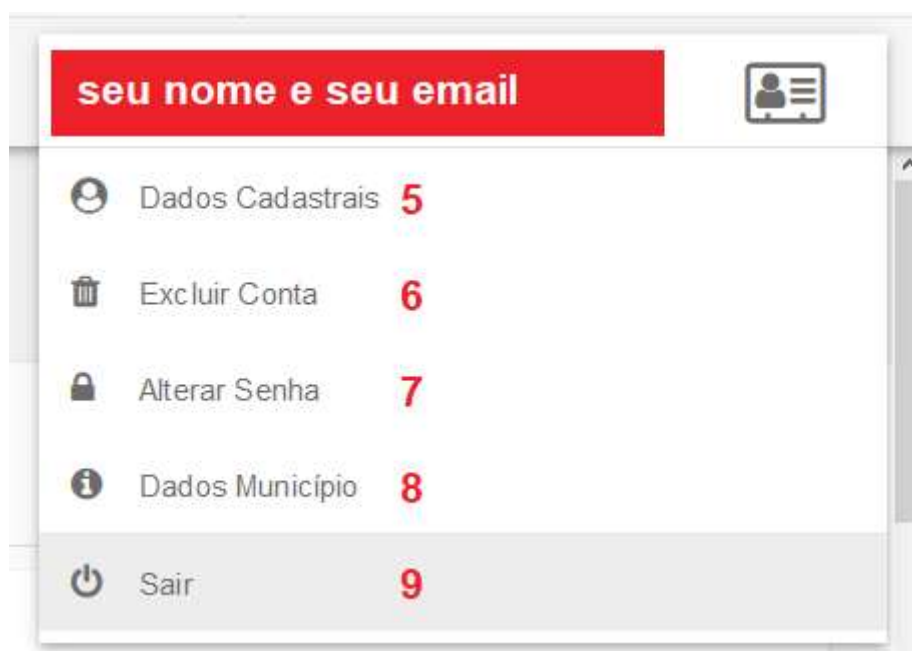 seu nome e seu email
Dados Cadastrais 5
Excluir Conta 6
Alterar Senha 7
Dados Município 8
Sair 9